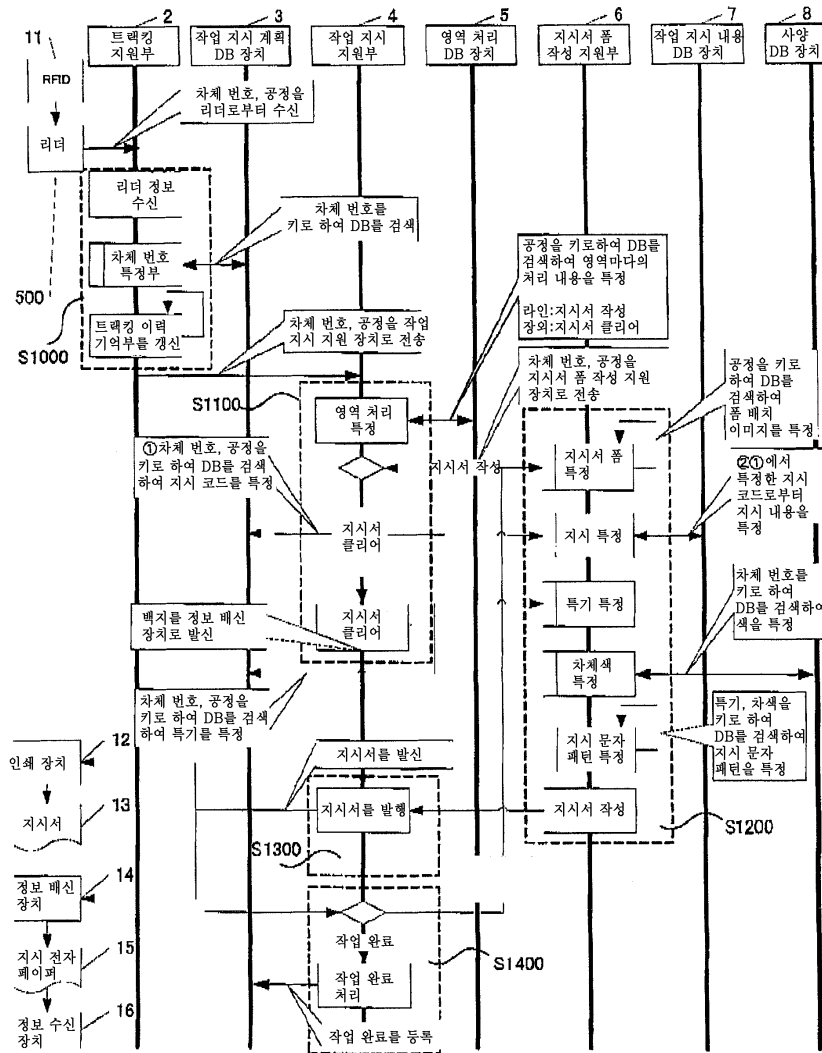 2
3
4
5
6
7
8
트랙킹
지원부
작업 지시 계획
DB 장치
작업 지시
지원부
영역 처리
DB 장치
지시서 폼
작성 지원부
작업 지시 내용
DB 장치
사양
DB 장치
11
RFID
리더
차체 번호, 공정을
리더로부터 수신
리더 정보
수신
차체 번호
특정부
트랙킹 이력
기억부를 갱신
500
S1000
차체 번호를
키로 하여 DB를 검색
차체 번호, 공정을 작업
지시 지원 장치로 전송
공정을 키로하여 DB를
검색하여 영역마다의
처리 내용을 특정
라인:지시서 작성
장외:지시서 클리어
S1100
영역 처리
특정
차체 번호, 공정을
지시서 폼 작성 지원
장치로 전송
공정을 키로
하여 DB를
검색하여
폼 배치
이미지를 특정
①차체 번호, 공정을
키로 하여 DB를 검색
하여 지시 코드를 특정
지시서 작성
지시서 폼
특정
②①에서
특정한 지시
코드로부터
지시 내용을
특정
지시서
클리어
지시 특정
백지를 정보 배신
장치로 발신
지시서
클리어
특기 특정
차체 번호를
키로 하여
DB를 검색하여
색을 특정
차체색
특정
차체 번호, 공정을
키로 하여 DB를 검색
하여 특기를 특정
특기, 차색을
키로 하여
DB를 검색하여
지시 문자
패턴을 특정
지시 문자
패턴 특정
12
인쇄 장치
지시서를 발신
13
지시서
지시서를 발행
지시서 작성
S1200
S1300
14
정보 배신
장치
작업 완료
15
지시 전자
페이퍼
S1400
작업 완료
처리
16
정보 수신
장치
작업 완료를 등록